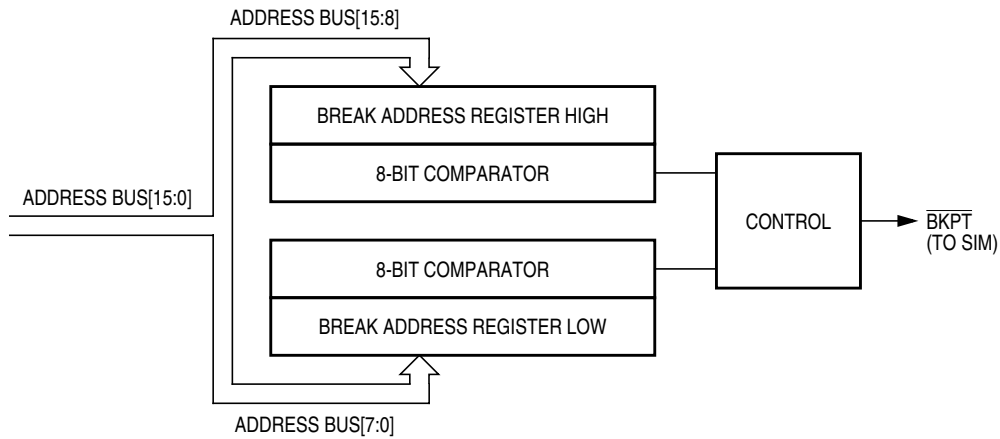 ADDRESS BUS[15:8]
BREAK ADDRESS REGISTER HIGH
8-BIT COMPARATOR
ADDRESS BUS[15:0]
CONTROL
BKPT
(TO SIM)
8-BIT COMPARATOR
BREAK ADDRESS REGISTER LOW
ADDRESS BUS[7:0]